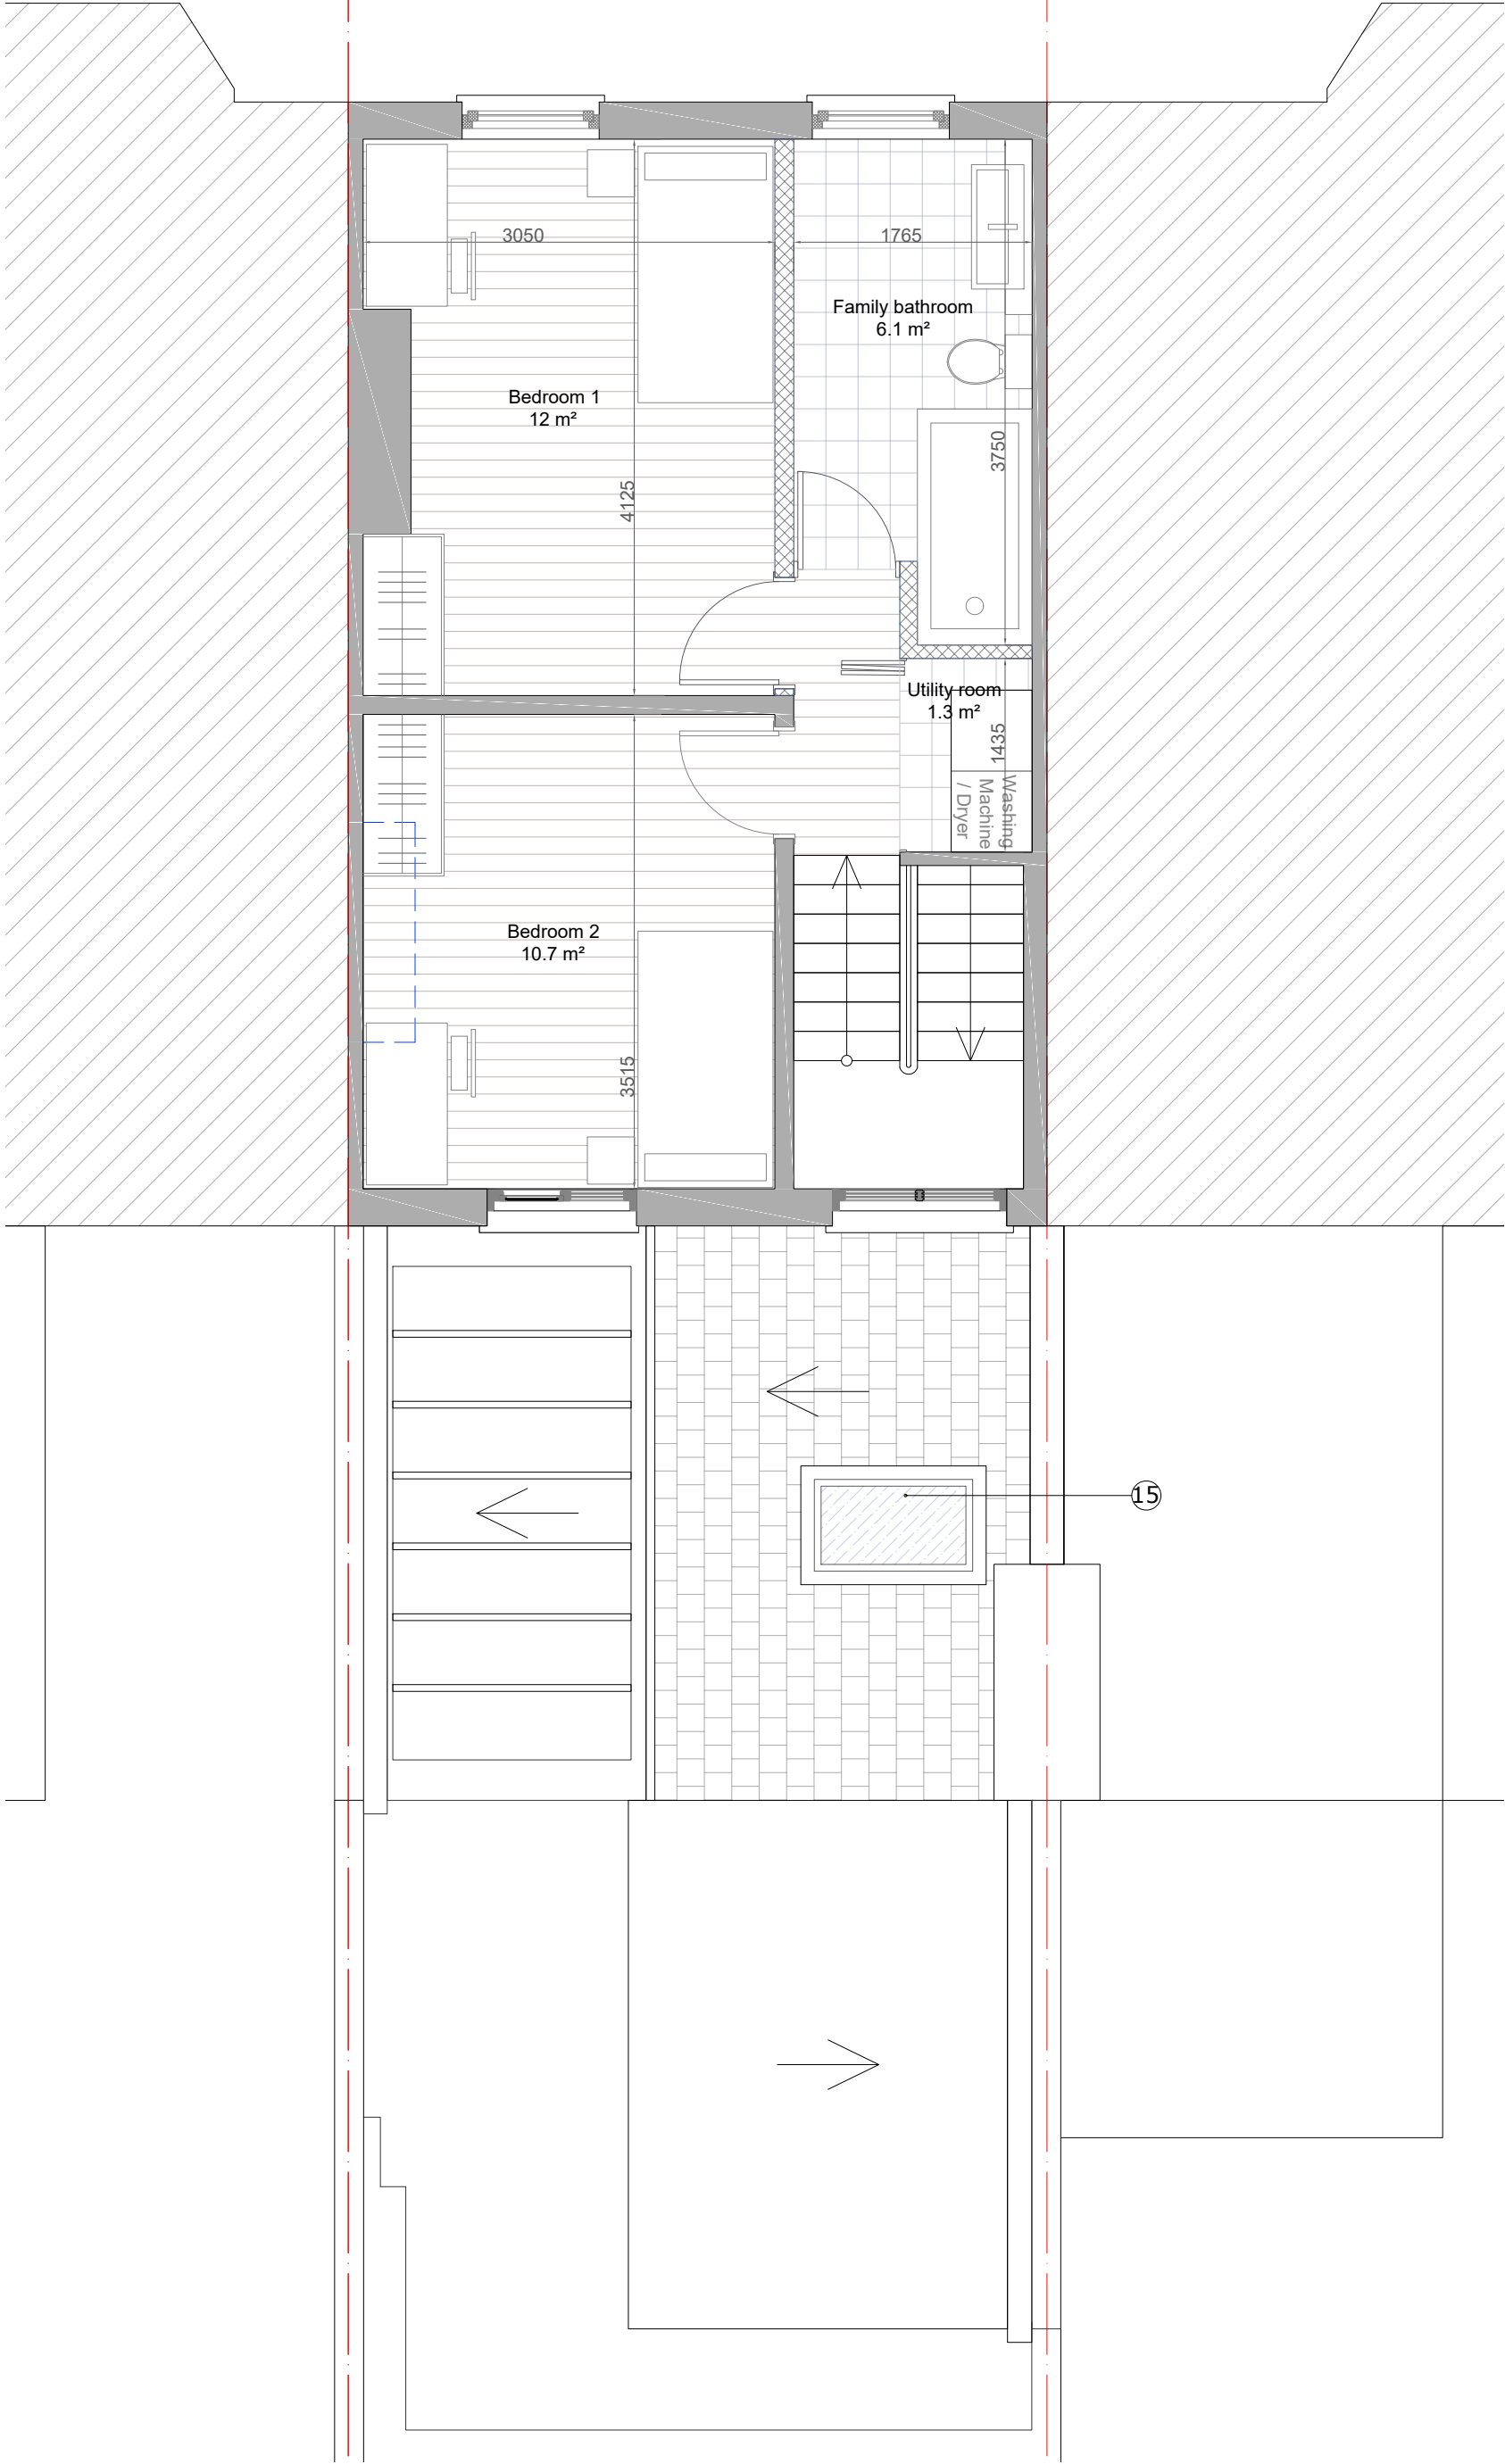 3050
1765
Family bathroom
6.1 m²
Bedroom 1
12 m²
3750
4125
Utility room
1.3 m²
1435
Washing
Machine
/ Dryer
Bedroom 2
10.7 m²
3515
15